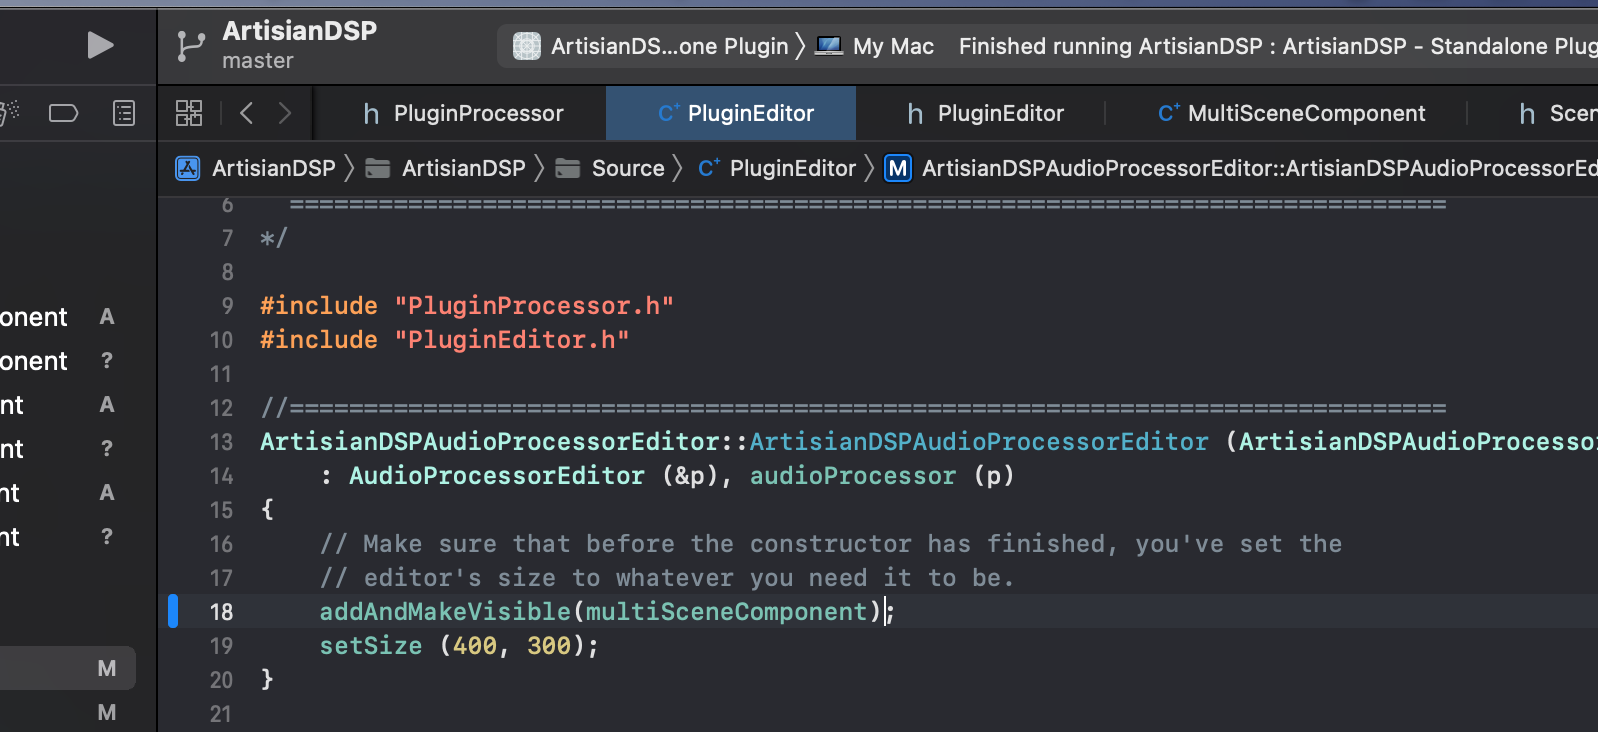 ArtisianDSP
master
ArtisianDS...one Plugin 〉 My Mac Finished running ArtisianDSP : ArtisianDSP - Standalone Plug
h PluginProcessor C+ PluginEditor h PluginEditor C+ MultiSceneComponent h Scen
ArtisianDSP 〉 ArtisianDSP 〉 Source 〉 C+ PluginEditor 〉 M ArtisianDSPAudioProcessorEditor::ArtisianDSPAudioProcessorEd
6 ==============================================================================
7 */
8
9 #include "PluginProcessor.h"
10 #include "PluginEditor.h"
11
12 //==============================================================================
13 ArtisianDSPAudioProcessorEditor::ArtisianDSPAudioProcessorEditor (ArtisianDSPAudioProcesso
14 : AudioProcessorEditor (&p), audioProcessor (p)
15 {
16 // Make sure that before the constructor has finished, you've set the
17 // editor's size to whatever you need it to be.
18 addAndMakeVisible(multiSceneComponent);
19 setSize (400, 300);
20 }
21
onent A
onent ?
nt A
nt ?
nt A
nt ?
M
M